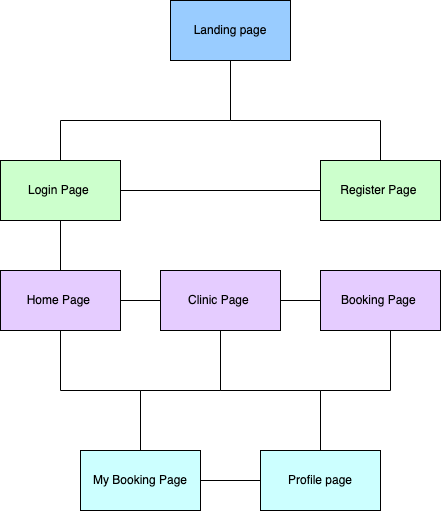 Landing page
Login Page
Register Page
Home Page
Clinic Page
Booking Page
My Booking Page
Profile page